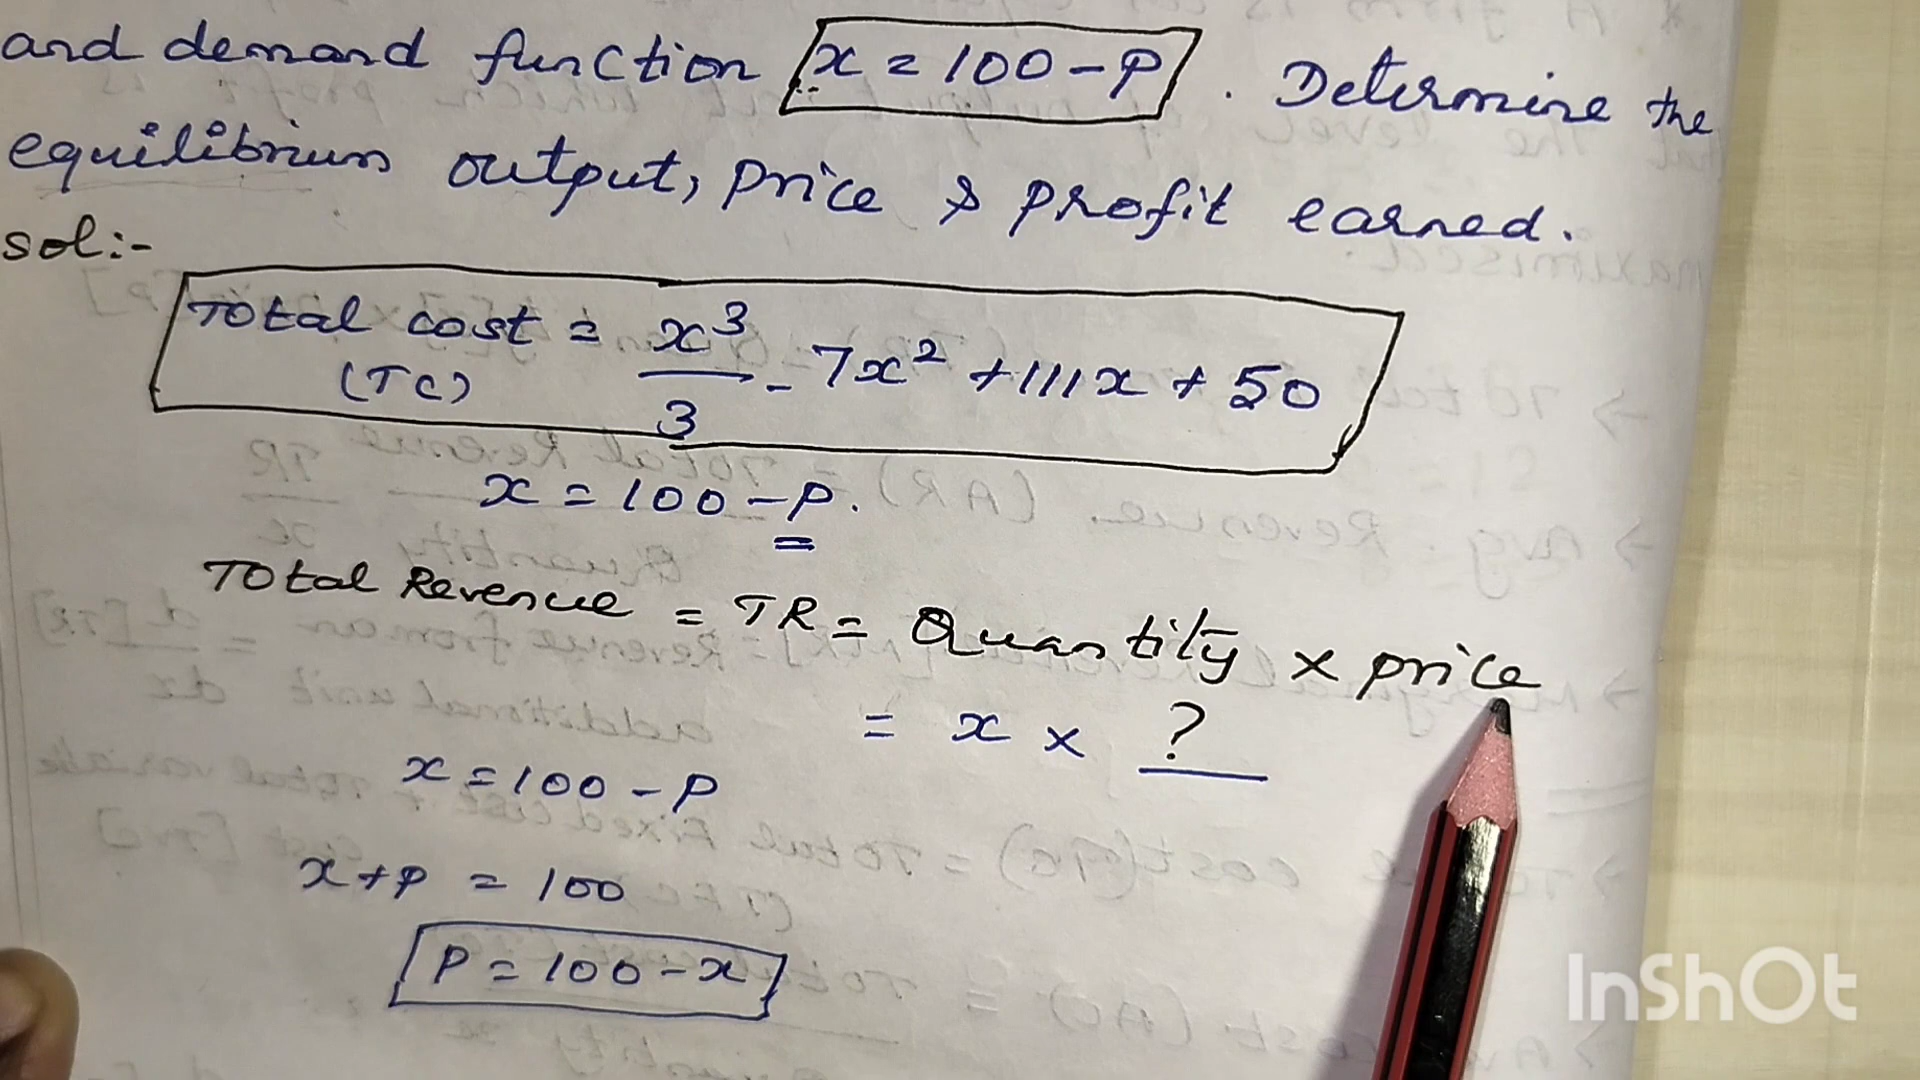 and demand function x = 100 - P. Determine the
equilibrium output, price & profit earned.
sol:-
Total cost = x³/3 - 7x² + 111x + 50
(TC)
x = 100 - P.
Total Revenue = TR = Quantity × price
= x × ?
x = 100 - P
x + P = 100
P = 100 - x
InShOt